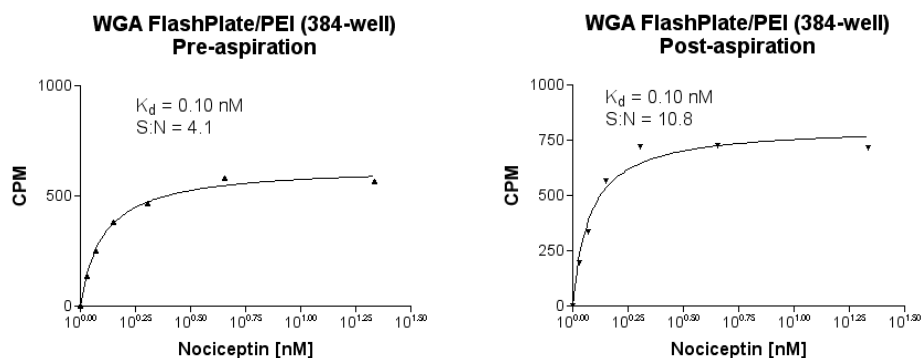 WGA FlashPlate/PEI (384-well)
Pre-aspiration
1000
500
0
CPM
K_d = 0.10 nM
S:N = 4.1
10^0.00 10^0.25 10^0.50 10^0.75 10^1.00 10^1.25 10^1.50
Nociceptin [nM]
WGA FlashPlate/PEI (384-well)
Post-aspiration
1000
750
500
250
0
CPM
K_d = 0.10 nM
S:N = 10.8
10^0.00 10^0.25 10^0.50 10^0.75 10^1.00 10^1.25 10^1.50
Nociceptin [nM]